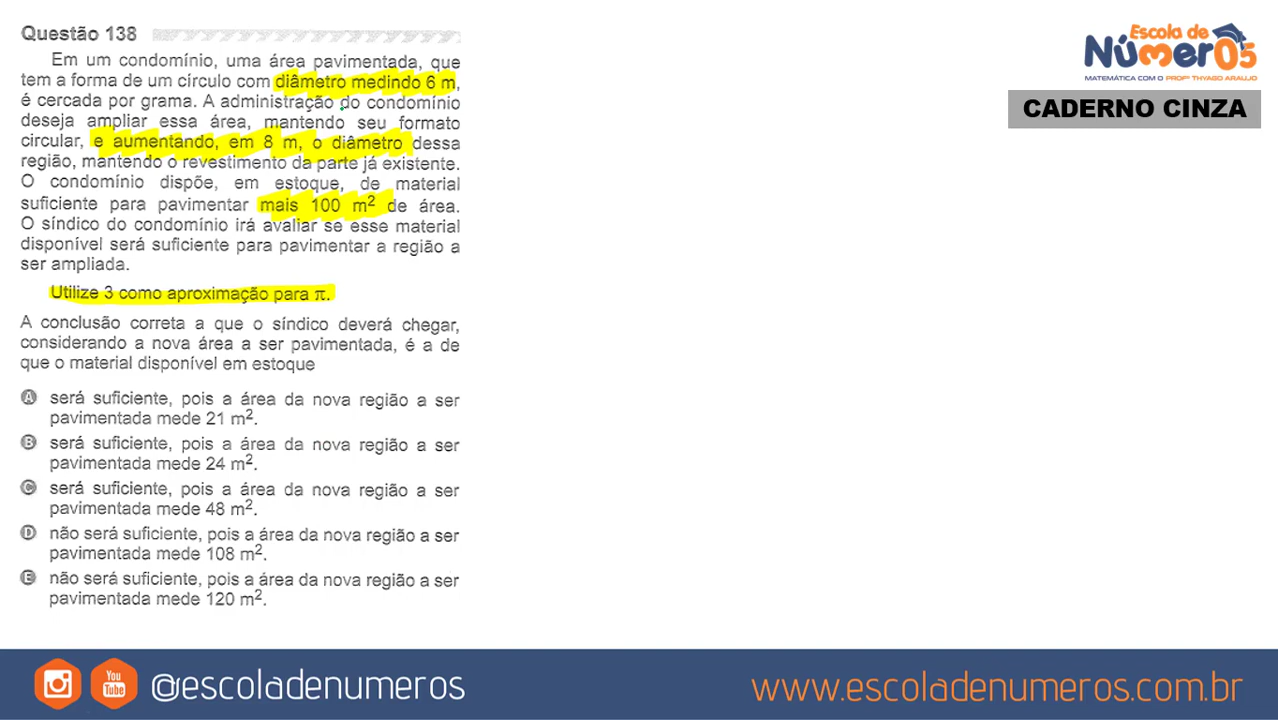 Questão 138
Em um condomínio, uma área pavimentada, que
tem a forma de um círculo com diâmetro medindo 6 m,
é cercada por grama. A administração do condomínio
deseja ampliar essa área, mantendo seu formato
circular, e aumentando, em 8 m, o diâmetro dessa
região, mantendo o revestimento da parte já existente.
O condomínio dispõe, em estoque, de material
suficiente para pavimentar mais 100 m² de área.
O síndico do condomínio irá avaliar se esse material
disponível será suficiente para pavimentar a região a
ser ampliada.
Utilize 3 como aproximação para π.
A conclusão correta a que o síndico deverá chegar,
considerando a nova área a ser pavimentada, é a de
que o material disponível em estoque
A será suficiente, pois a área da nova região a ser
pavimentada mede 21 m².
B será suficiente, pois a área da nova região a ser
pavimentada mede 24 m².
C será suficiente, pois a área da nova região a ser
pavimentada mede 48 m².
D não será suficiente, pois a área da nova região a ser
pavimentada mede 108 m².
E não será suficiente, pois a área da nova região a ser
pavimentada mede 120 m².
Escola de
NúmerOs
MATEMÁTICA COM O PROFº THYAGO ARAUJO
CADERNO CINZA
You
Tube
@escoladenumeros
www.escoladenumeros.com.br